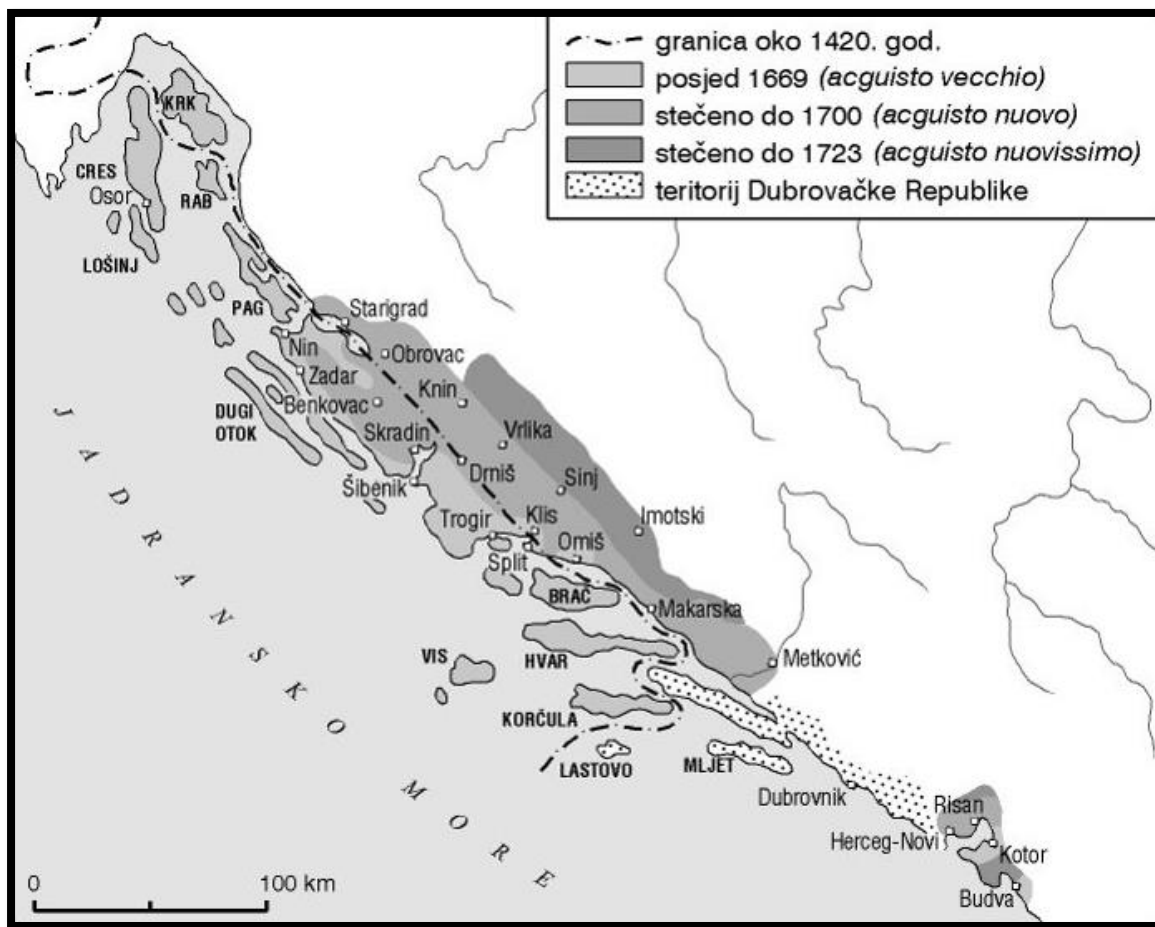 granica oko 1420. god.
posjed 1669 (acguisto vecchio)
stečeno do 1700 (acguisto nuovo)
stečeno do 1723 (acguisto nuovissimo)
teritorij Dubrovačke Republike
KRK
CRES
Osor
RAB
LOŠINJ
PAG
Starigrad
Nin
Obrovac
Zadar
Knin
Benkovac
DUGI
OTOK
Skradin
Vrlika
Drniš
Šibenik
Sinj
Trogir
Klis
Imotski
Split
Omiš
BRAČ
Makarska
VIS
HVAR
Metković
KORČULA
LASTOVO
MLJET
Dubrovnik
Risan
Herceg-Novi
Kotor
Budva
JADRANSKO MORE
0 100 km